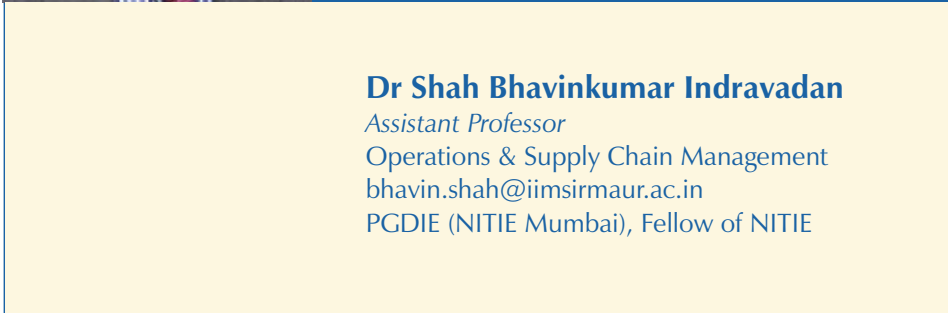 Dr Shah Bhavinkumar Indravadan
Assistant Professor
Operations & Supply Chain Management
bhavin.shah@iimsirmaur.ac.in
PGDIE (NITIE Mumbai), Fellow of NITIE